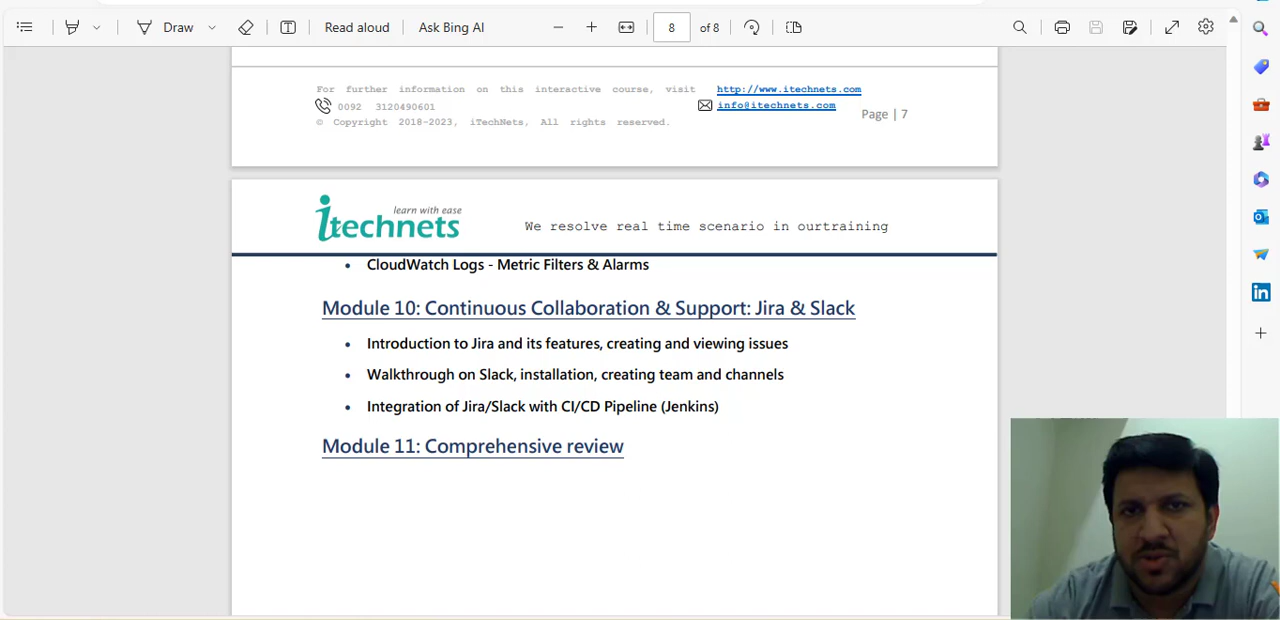 Draw
Read aloud
Ask Bing AI
8 of 8
For further information on this interactive course, visit http://www.itechnets.com
0092 3120490601 info@itechnets.com
© Copyright 2018-2023, iTechNets, All rights reserved.
Page | 7
learn with ease
itechnets
We resolve real time scenario in ourtraining
• CloudWatch Logs - Metric Filters & Alarms
Module 10: Continuous Collaboration & Support: Jira & Slack
• Introduction to Jira and its features, creating and viewing issues
• Walkthrough on Slack, installation, creating team and channels
• Integration of Jira/Slack with CI/CD Pipeline (Jenkins)
Module 11: Comprehensive review
in